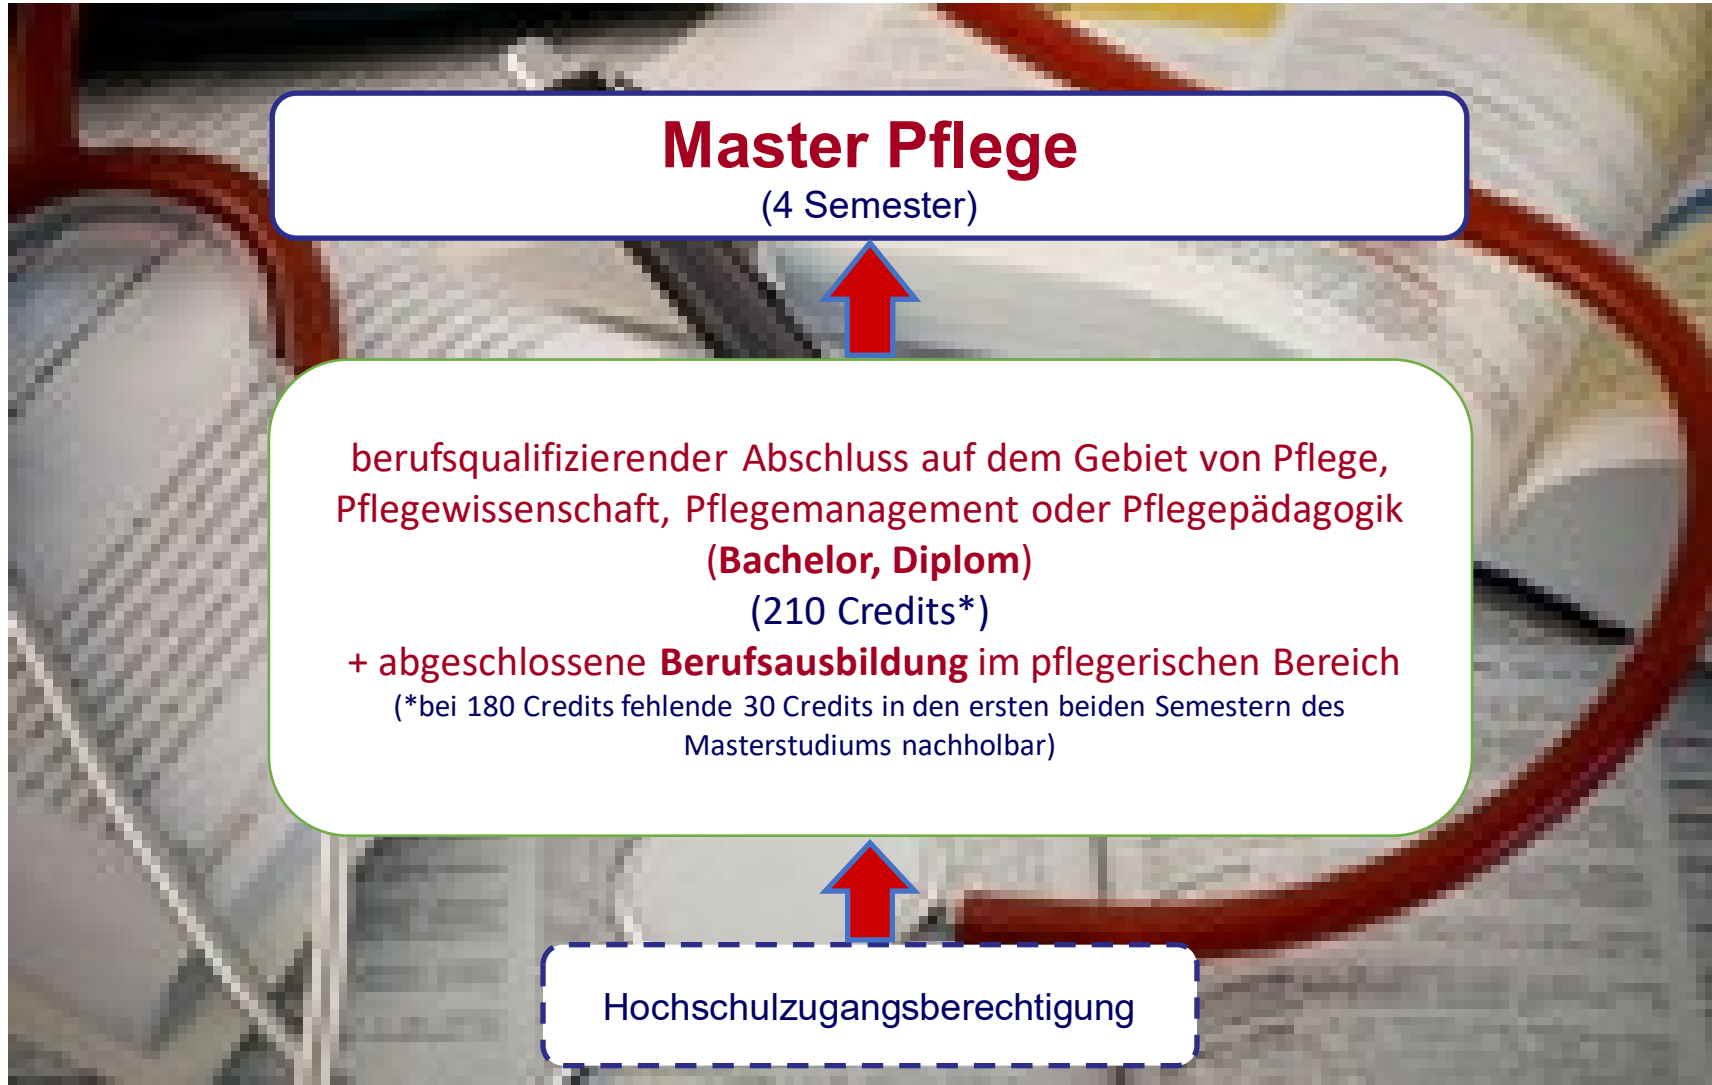 Master Pflege
(4 Semester)
berufsqualifizierender Abschluss auf dem Gebiet von Pflege,
Pflegewissenschaft, Pflegemanagement oder Pflegepädagogik
(Bachelor, Diplom)
(210 Credits*)
+ abgeschlossene Berufsausbildung im pflegerischen Bereich
(*bei 180 Credits fehlende 30 Credits in den ersten beiden Semestern des
Masterstudiums nachholbar)
Hochschulzugangsberechtigung